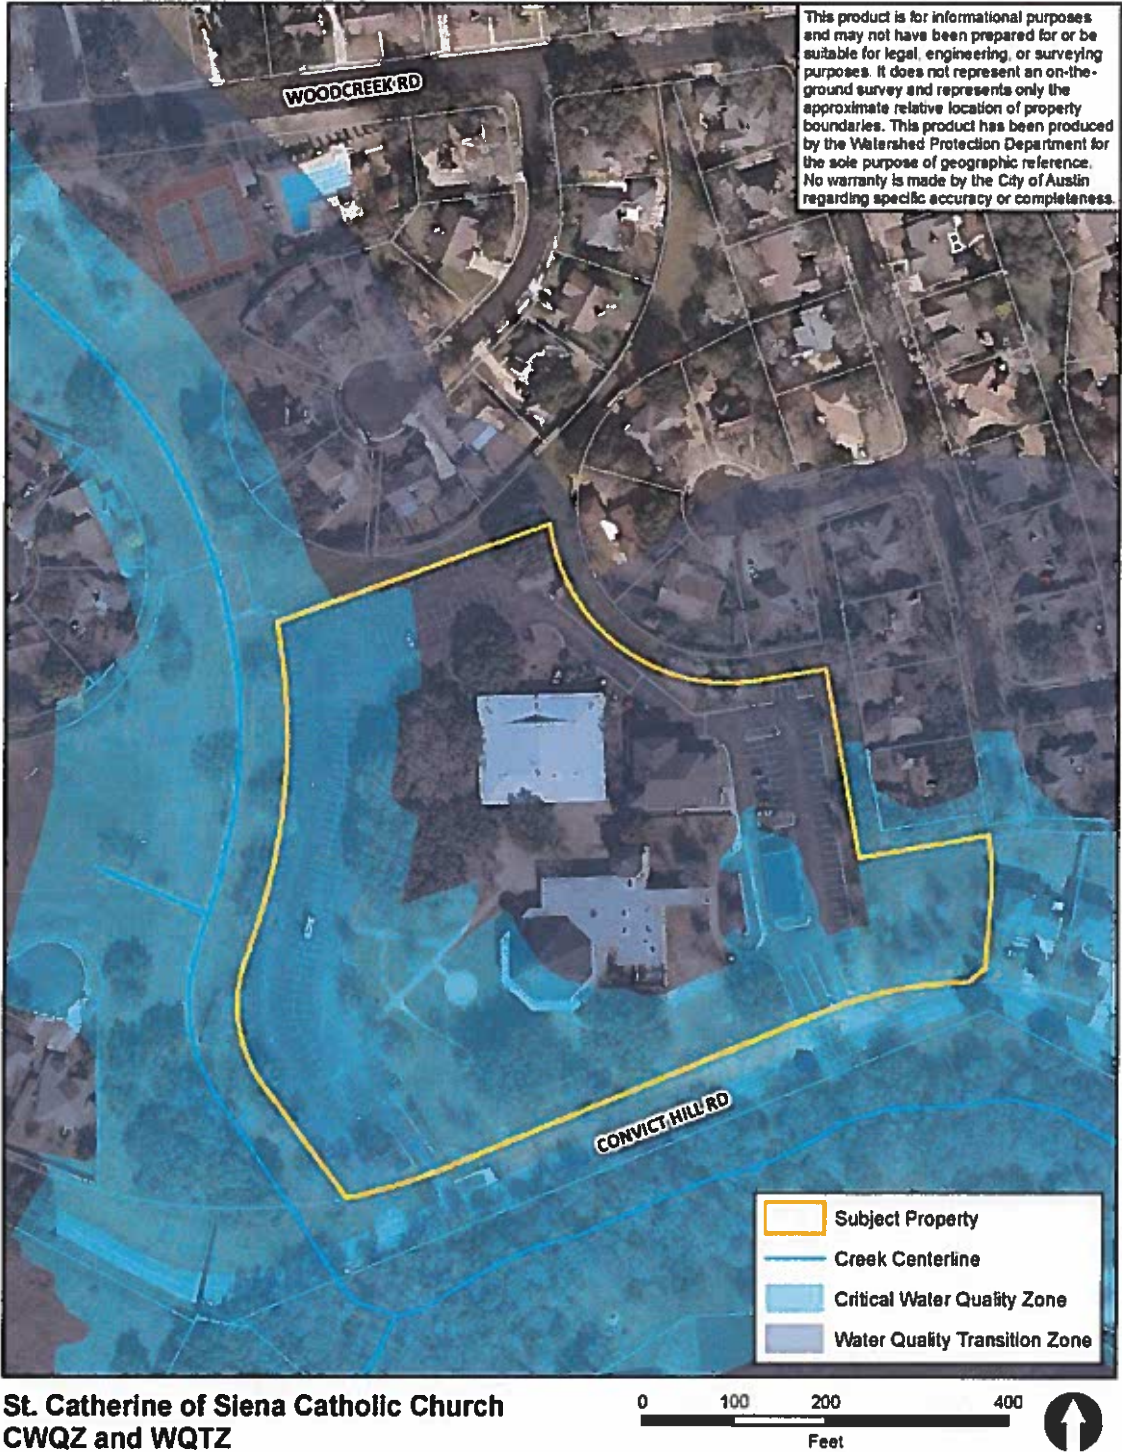 This product is for informational purposes
and may not have been prepared for or be
suitable for legal, engineering, or surveying
purposes. It does not represent an on-the-
ground survey and represents only the
approximate relative location of property
boundaries. This product has been produced
by the Watershed Protection Department for
the sole purpose of geographic reference.
No warranty is made by the City of Austin
regarding specific accuracy or completeness.
WOODCREEK RD
CONVICT HILL RD
Subject Property
Creek Centerline
Critical Water Quality Zone
Water Quality Transition Zone
St. Catherine of Siena Catholic Church
CWQZ and WQTZ
0 100 200 400
Feet